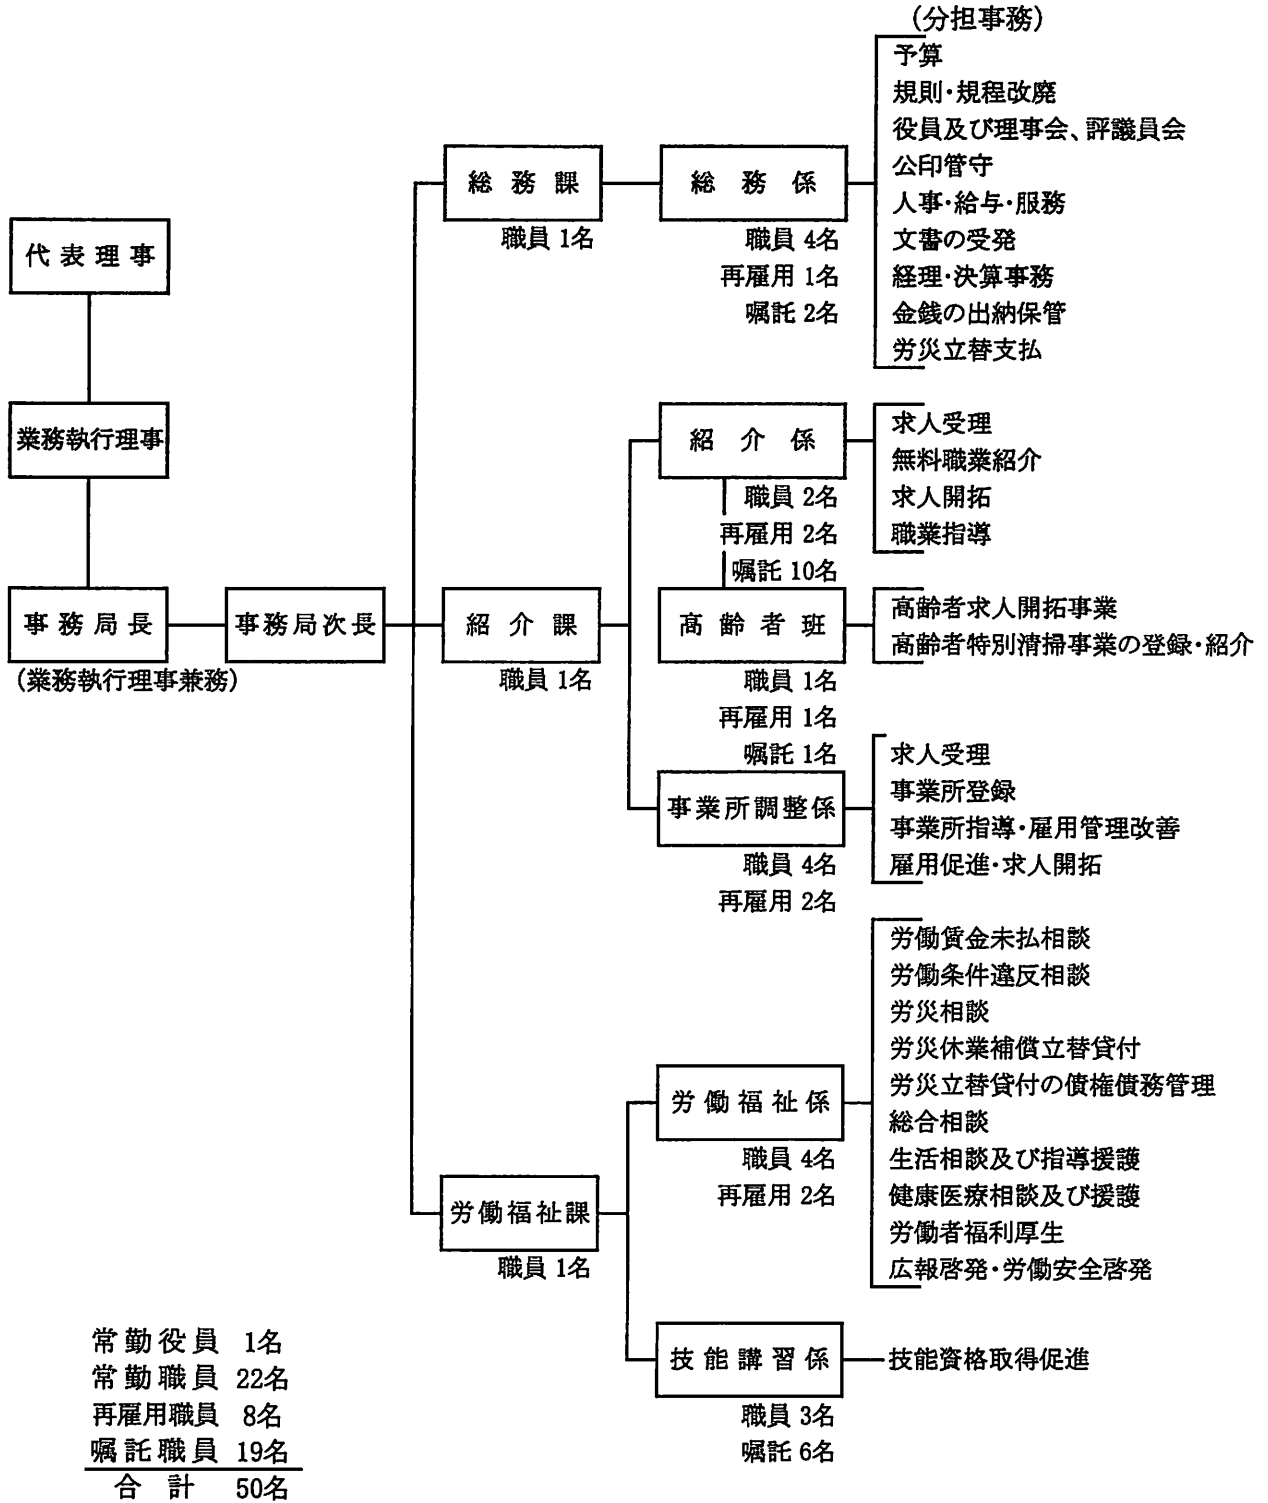 (分担事務)
代表理事
業務執行理事
事務局長
(業務執行理事兼務)
事務局次長
総務課
職員 1名
総務係
職員 4名
再雇用 1名
嘱託 2名
予算
規則・規程改廃
役員及び理事会、評議員会
公印管守
人事・給与・服務
文書の受発
経理・決算事務
金銭の出納保管
労災立替支払
紹介課
職員 1名
紹介係
職員 2名
再雇用 2名
嘱託 10名
求人受理
無料職業紹介
求人開拓
職業指導
高齢者班
職員 1名
再雇用 1名
嘱託 1名
高齢者求人開拓事業
高齢者特別清掃事業の登録・紹介
事業所調整係
職員 4名
再雇用 2名
求人受理
事業所登録
事業所指導・雇用管理改善
雇用促進・求人開拓
労働福祉課
職員 1名
労働福祉係
職員 4名
再雇用 2名
労働賃金未払相談
労働条件違反相談
労災相談
労災休業補償立替貸付
労災立替貸付の債権債務管理
総合相談
生活相談及び指導援護
健康医療相談及び援護
労働者福利厚生
広報啓発・労働安全啓発
技能講習係
職員 3名
嘱託 6名
技能資格取得促進
常勤役員 1名
常勤職員 22名
再雇用職員 8名
嘱託職員 19名
合計 50名